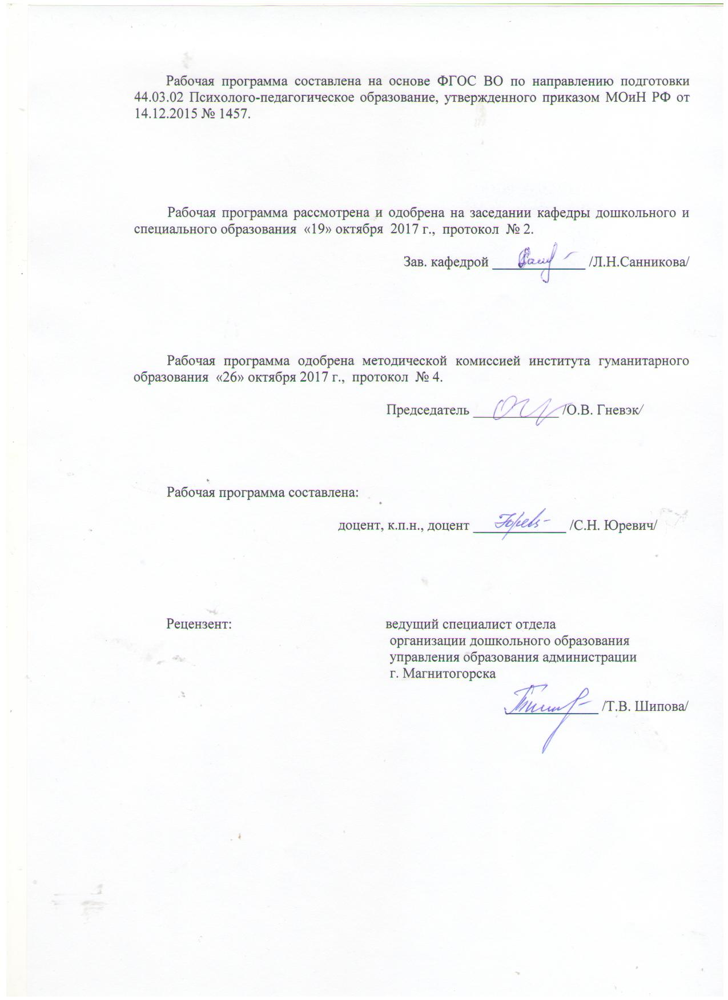 Рабочая программа составлена на основе ФГОС ВО по направлению подготовки
44.03.02 Психолого-педагогическое образование, утвержденного приказом МОиН РФ от
14.12.2015 № 1457.
Рабочая программа рассмотрена и одобрена на заседании кафедры дошкольного и
специального образования «19» октября 2017 г., протокол № 2.
Зав. кафедрой ______________ /Л.Н.Санникова/
Рабочая программа одобрена методической комиссией института гуманитарного
образования «26» октября 2017 г., протокол № 4.
Председатель _____________ /О.В. Гневэк/
Рабочая программа составлена:
доцент, к.п.н., доцент ______________ /С.Н. Юревич/
Рецензент: ведущий специалист отдела
организации дошкольного образования
управления образования администрации
г. Магнитогорска
______________ /Т.В. Шипова/